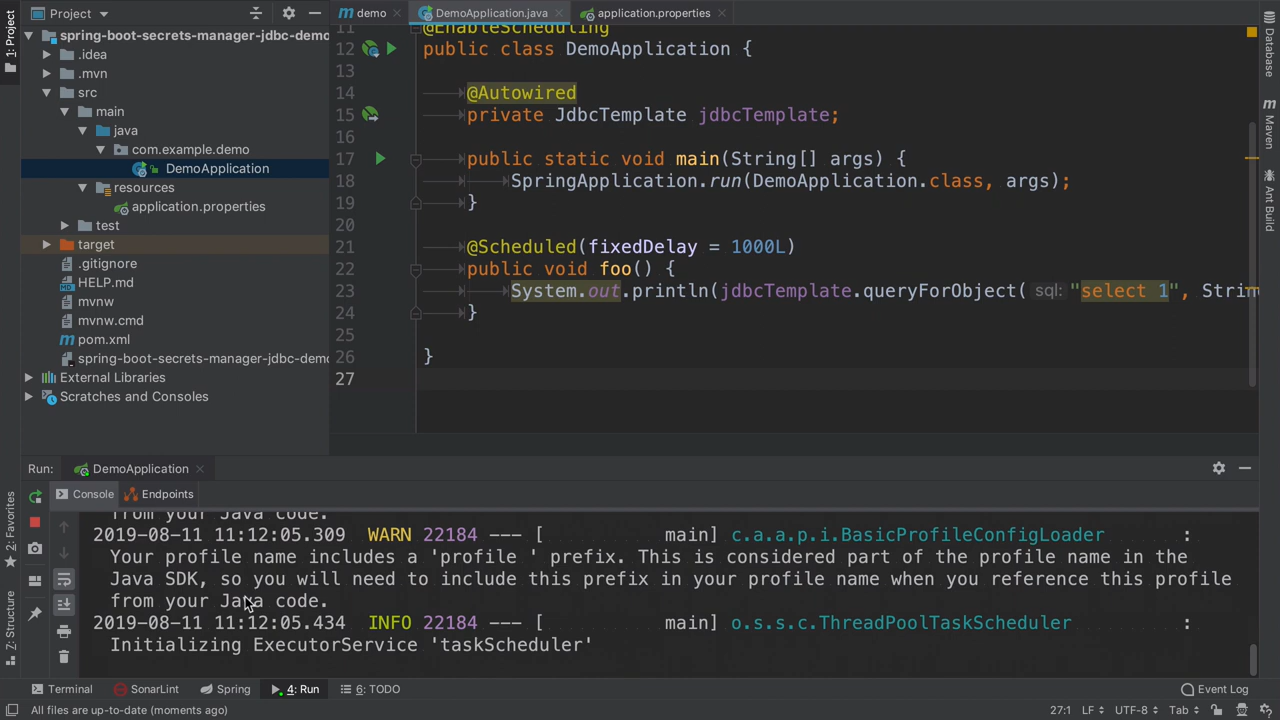 1: Project
Project
demo
DemoApplication.java
application.properties
spring-boot-secrets-manager-jdbc-demo
.idea
.mvn
src
main
java
com.example.demo
DemoApplication
resources
application.properties
test
target
.gitignore
HELP.md
mvnw
mvnw.cmd
pom.xml
spring-boot-secrets-manager-jdbc-demo
External Libraries
Scratches and Consoles
11 @EnableScheduling
12 public class DemoApplication {
13
14 @Autowired
15 private JdbcTemplate jdbcTemplate;
16
17 public static void main(String[] args) {
18 SpringApplication.run(DemoApplication.class, args);
19 }
20
21 @Scheduled(fixedDelay = 1000L)
22 public void foo() {
23 System.out.println(jdbcTemplate.queryForObject( sql: "select 1", Strin
24 }
25
26 }
27
Database
Maven
Ant Build
Run: DemoApplication
Console Endpoints
2: Favorites
Z: Structure
from your Java code.
2019-08-11 11:12:05.309 WARN 22184 --- [ main] c.a.a.p.i.BasicProfileConfigLoader :
Your profile name includes a 'profile ' prefix. This is considered part of the profile name in the
Java SDK, so you will need to include this prefix in your profile name when you reference this profile
from your Java code.
2019-08-11 11:12:05.434 INFO 22184 --- [ main] o.s.s.c.ThreadPoolTaskScheduler :
Initializing ExecutorService 'taskScheduler'
Terminal SonarLint Spring 4: Run 6: TODO Event Log
All files are up-to-date (moments ago) 27:1 LF UTF-8 Tab